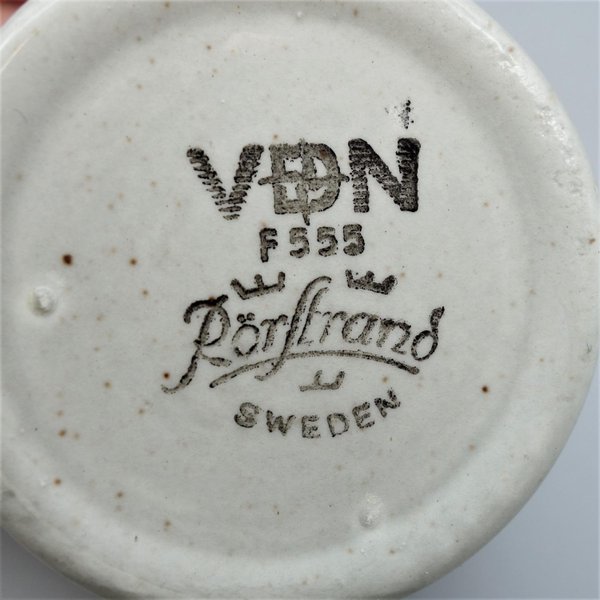 VDN
F555
Rörstrand
SWEDEN